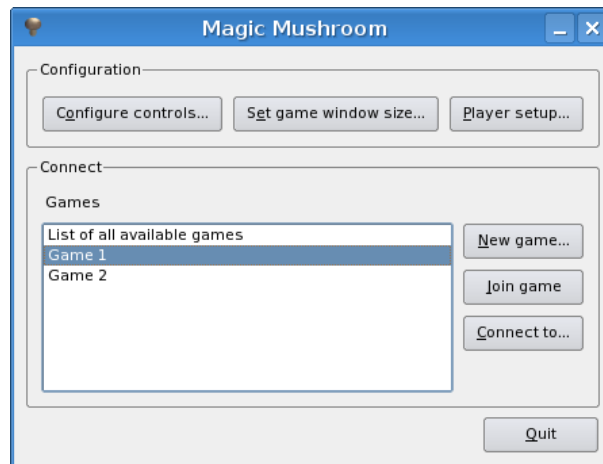 Magic Mushroom
Configuration
Configure controls... Set game window size... Player setup...
Connect
Games
List of all available games
Game 1
Game 2
New game...
Join game
Connect to...
Quit